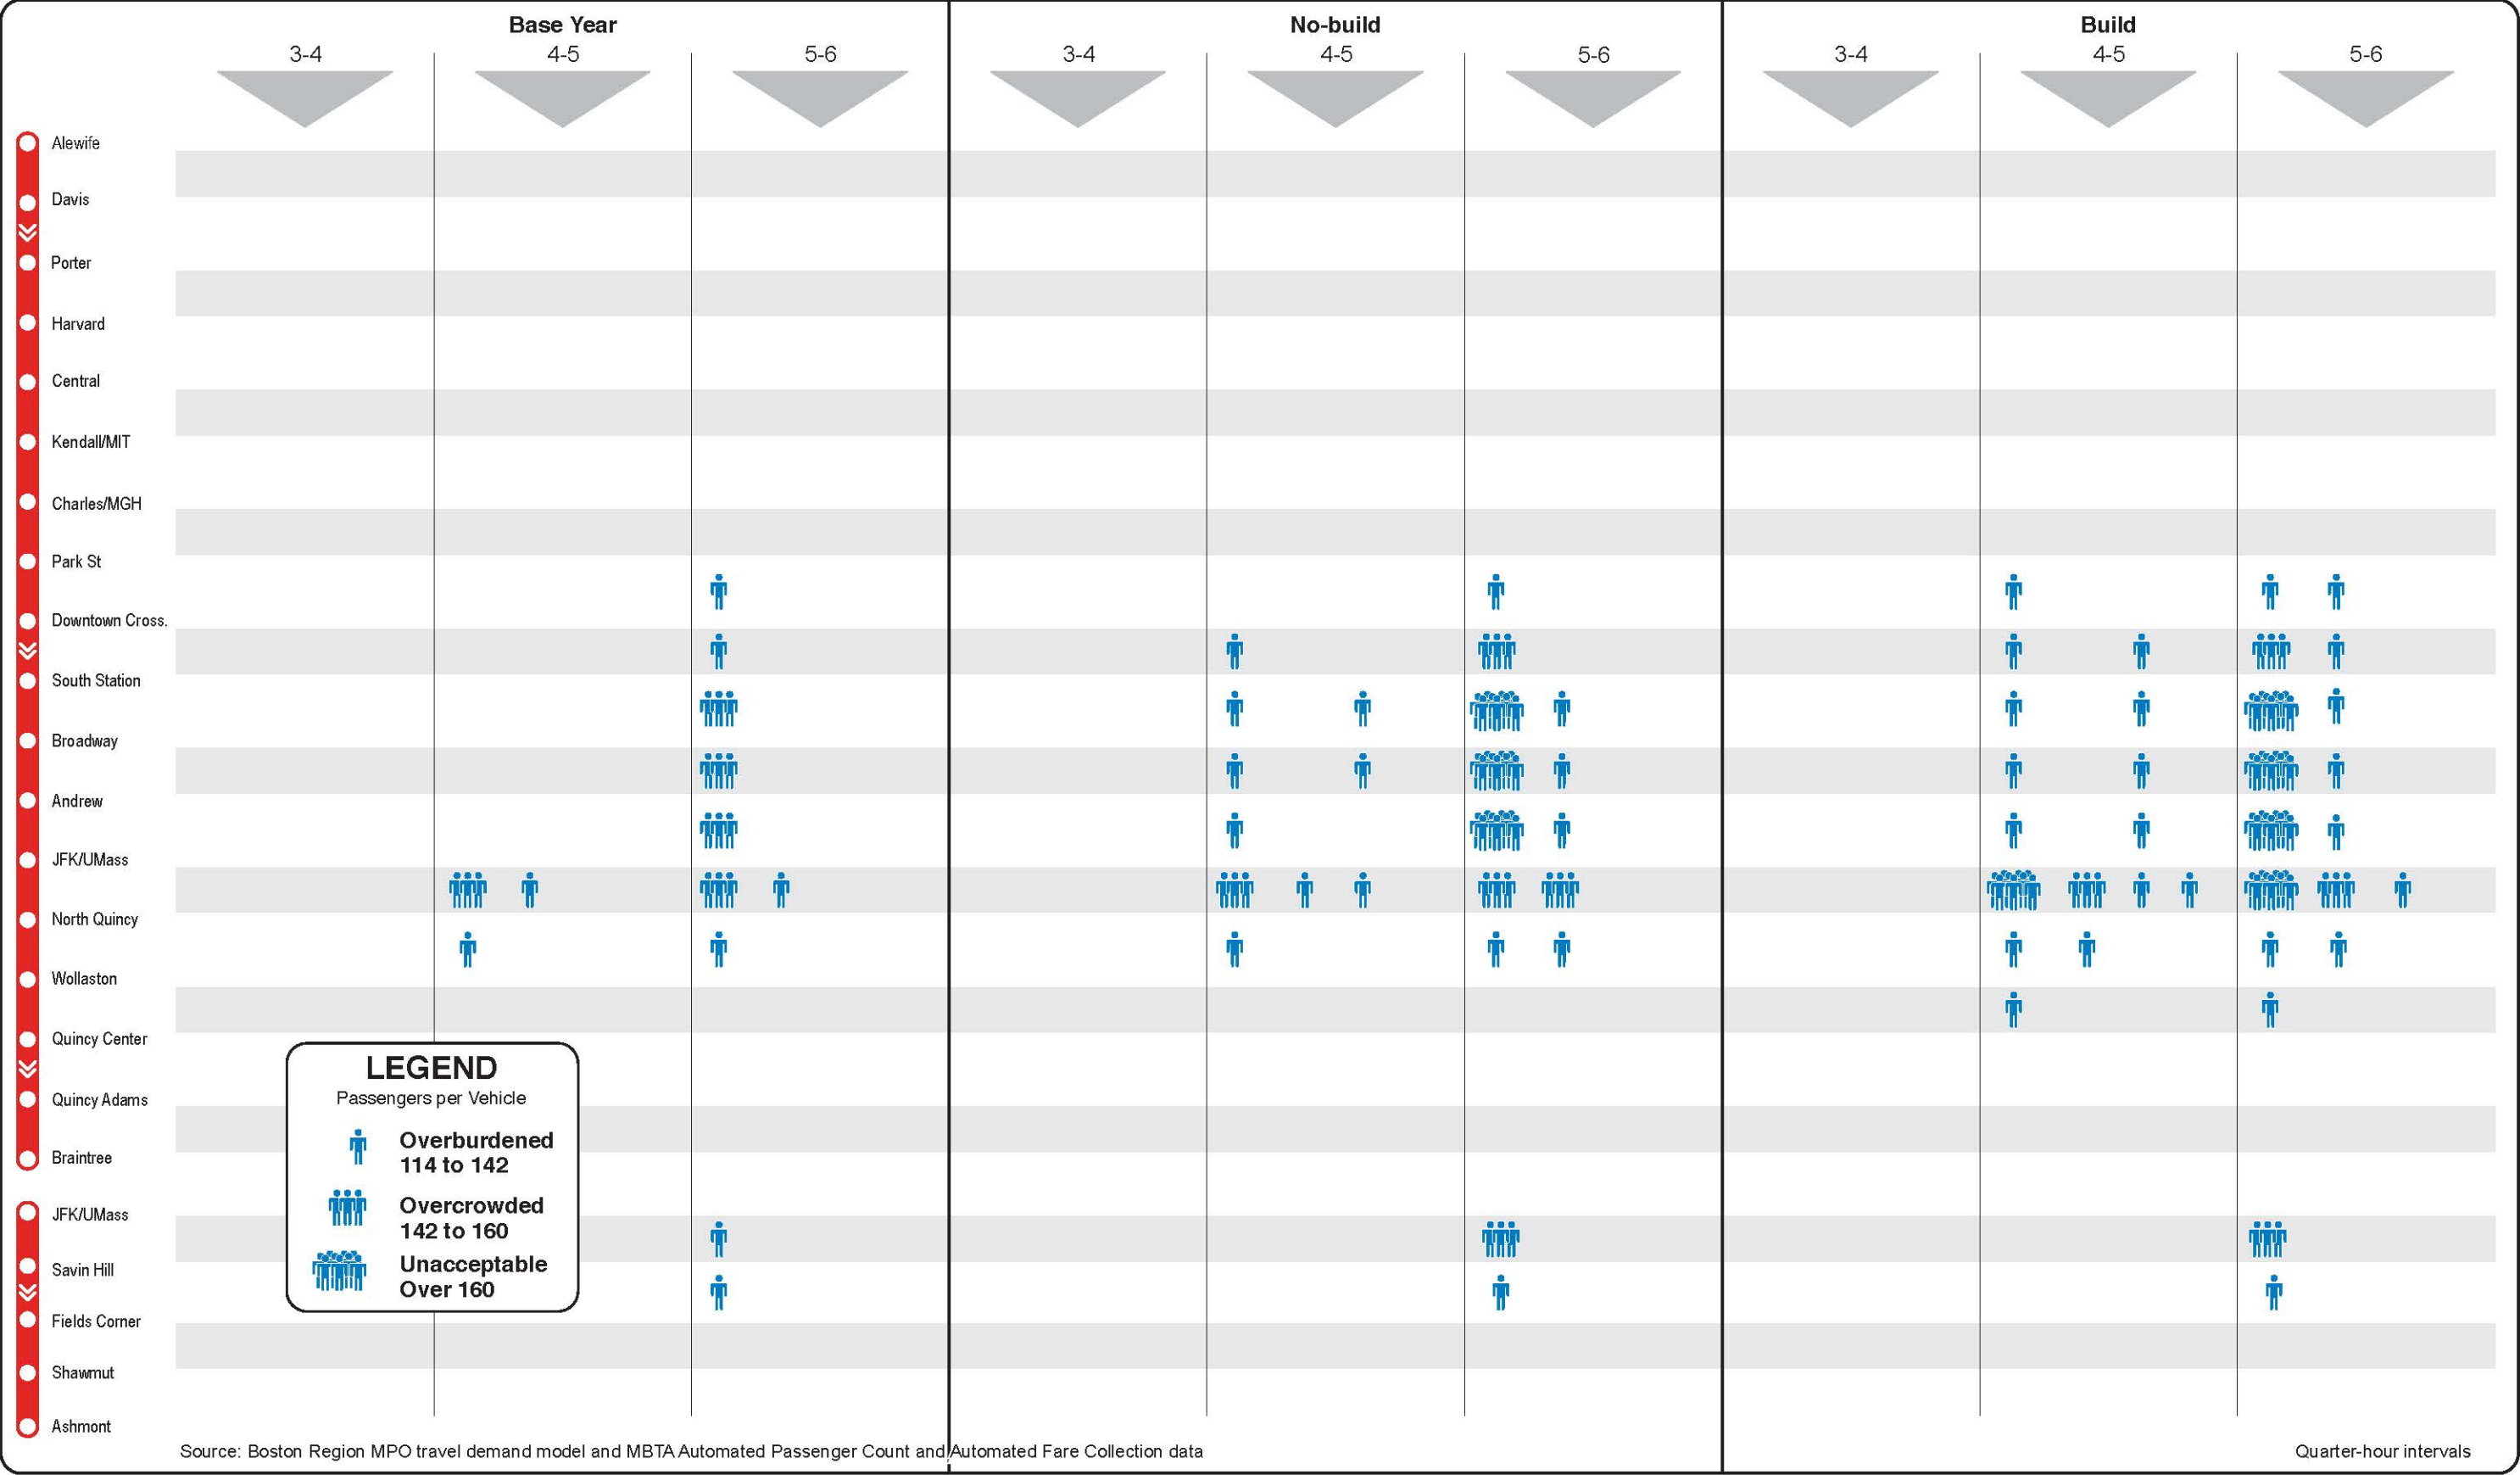 Base Year
No-build
Build
3-4
4-5
5-6
3-4
4-5
5-6
3-4
4-5
5-6
Alewife
Davis
Porter
Harvard
Central
Kendall/MIT
Charles/MGH
Park St
Downtown Cross.
South Station
Broadway
Andrew
JFK/UMass
North Quincy
Wollaston
Quincy Center
Quincy Adams
Braintree
JFK/UMass
Savin Hill
Fields Corner
Shawmut
Ashmont
LEGEND
Passengers per Vehicle
Overburdened
114 to 142
Overcrowded
142 to 160
Unacceptable
Over 160
Source: Boston Region MPO travel demand model and MBTA Automated Passenger Count and Automated Fare Collection data
Quarter-hour intervals